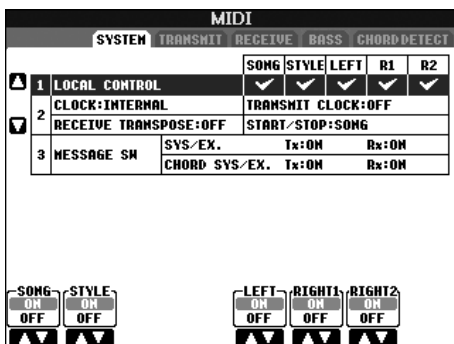 MIDI
SYSTEM TRANSMIT RECEIVE BASS CHORD DETECT
SONG STYLE LEFT R1 R2
1 LOCAL CONTROL
2 CLOCK:INTERNAL TRANSMIT CLOCK:OFF
RECEIVE TRANSPOSE:OFF START/STOP:SONG
3 MESSAGE SW SYS/EX. Tx:ON Rx:ON
CHORD SYS/EX. Tx:ON Rx:ON
SONG STYLE LEFT RIGHT1 RIGHT2
ON ON ON ON ON
OFF OFF OFF OFF OFF